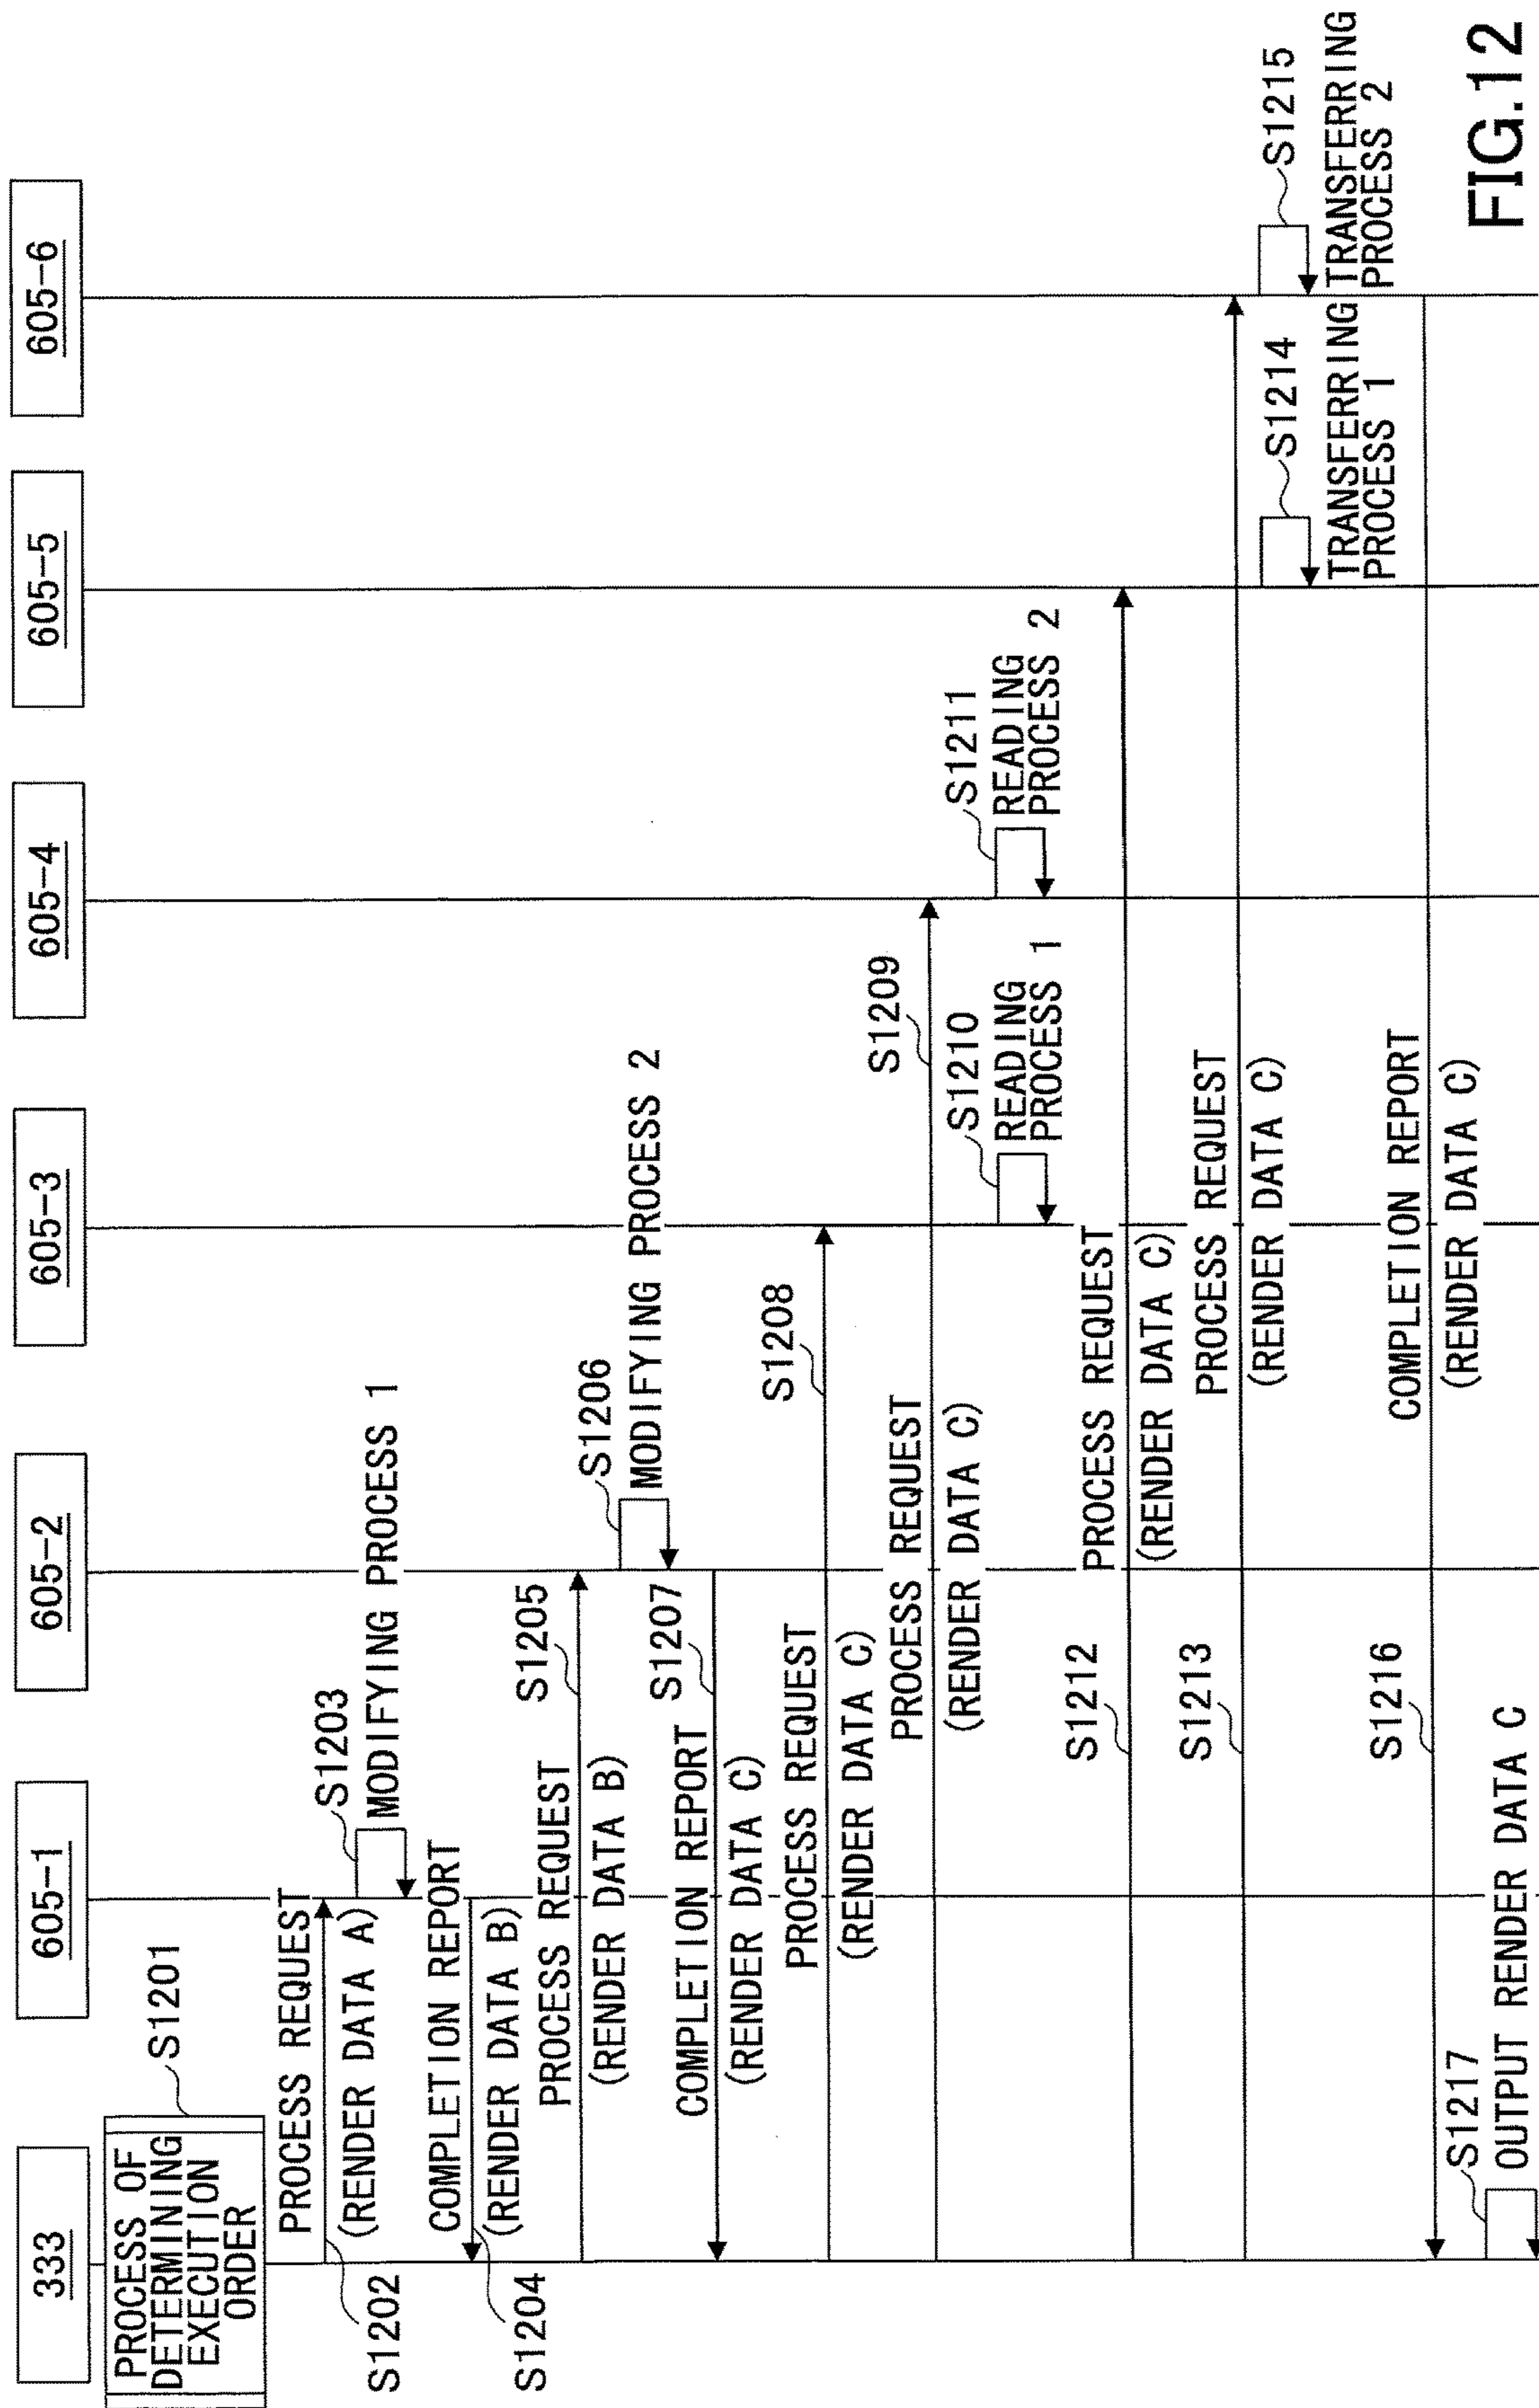 333
605-1
605-2
605-3
605-4
605-5
605-6
PROCESS OF
DETERMINING
EXECUTION
ORDER
S1201
PROCESS REQUEST
(RENDER DATA A)
S1202
S1203
MODIFYING PROCESS 1
COMPLETION REPORT
(RENDER DATA B)
S1204
PROCESS REQUEST
(RENDER DATA B)
S1205
S1206
MODIFYING PROCESS 2
COMPLETION REPORT
(RENDER DATA C)
S1207
PROCESS REQUEST
(RENDER DATA C)
S1208
PROCESS REQUEST
(RENDER DATA C)
S1209
S1210
READING
PROCESS 1
S1211
READING
PROCESS 2
S1212
PROCESS REQUEST
(RENDER DATA C)
S1213
PROCESS REQUEST
(RENDER DATA C)
S1214
TRANSFERRING
PROCESS 1
S1215
TRANSFERRING
PROCESS 2
S1216
COMPLETION REPORT
(RENDER DATA C)
S1217
OUTPUT RENDER DATA C
FIG.12